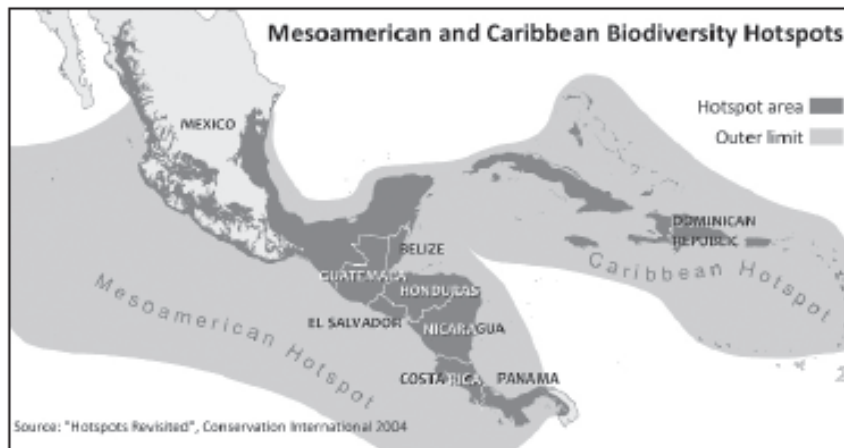 Mesoamerican and Caribbean Biodiversity Hotspots
Hotspot area
Outer limit
MEXICO
DOMINICAN
REPUBLIC
BELIZE
GUATEMALA
HONDURAS
EL SALVADOR
NICARAGUA
COSTA RICA
PANAMA
Caribbean Hotspot
Mesoamerican Hotspot
Source: "Hotspots Revisited", Conservation International 2004